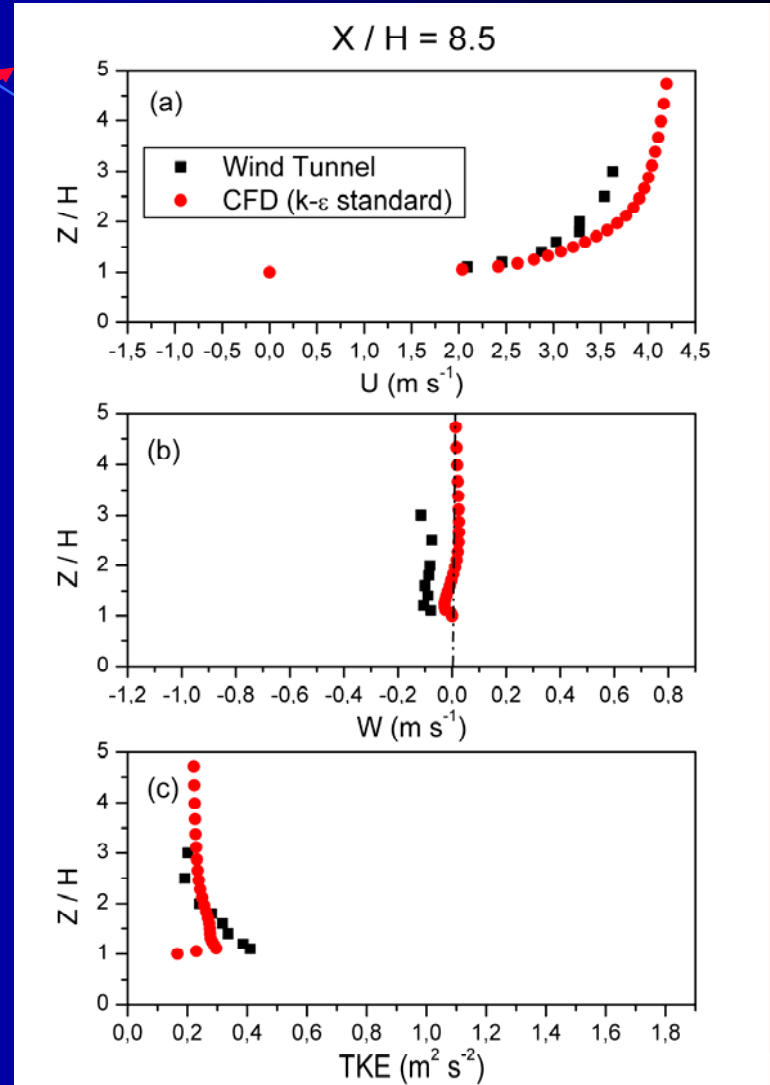 X / H = 8.5
5
(a)
4
Wind Tunnel
3
CFD (k-ε standard)
Z / H
2
1
0
-1,5 -1,0 -0,5 0,0 0,5 1,0 1,5 2,0 2,5 3,0 3,5 4,0 4,5
U (m s⁻¹)
5
(b)
4
Z / H
3
2
1
0
-1,2 -1,0 -0,8 -0,6 -0,4 -0,2 0,0 0,2 0,4 0,6 0,8
W (m s⁻¹)
5
(c)
4
Z / H
3
2
1
0
0,0 0,2 0,4 0,6 0,8 1,0 1,2 1,4 1,6 1,8
TKE (m² s⁻²)